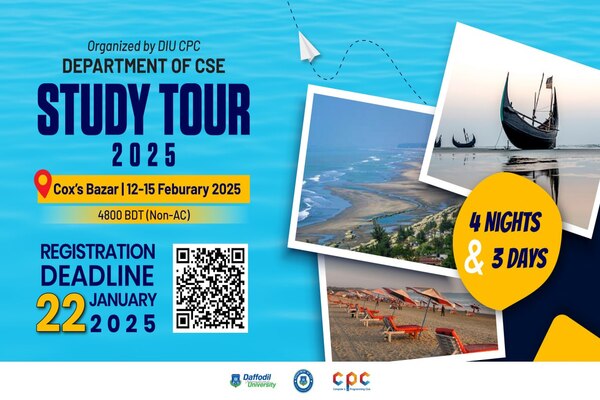 Organized by DIU CPC
DEPARTMENT OF CSE
STUDY TOUR
2025
Cox's Bazar | 12-15 Feburary 2025
4800 BDT (Non-AC)
REGISTRATION
DEADLINE
22 JANUARY
2025
4 NIGHTS
& 3 DAYS
Daffodil
University
cpc